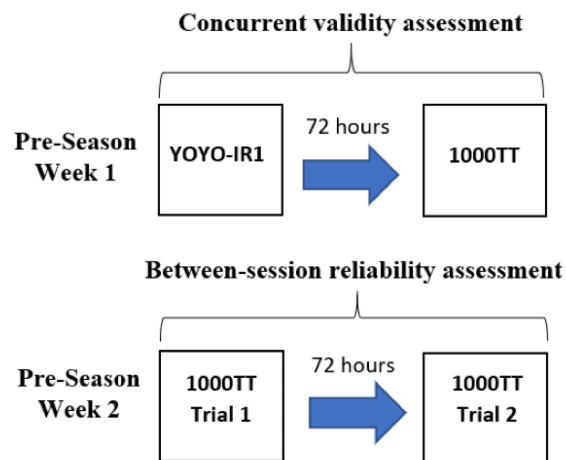 Concurrent validity assessment
Pre-Season
Week 1
YOYO-IR1
72 hours
1000TT
Between-session reliability assessment
Pre-Season
Week 2
1000TT
Trial 1
72 hours
1000TT
Trial 2